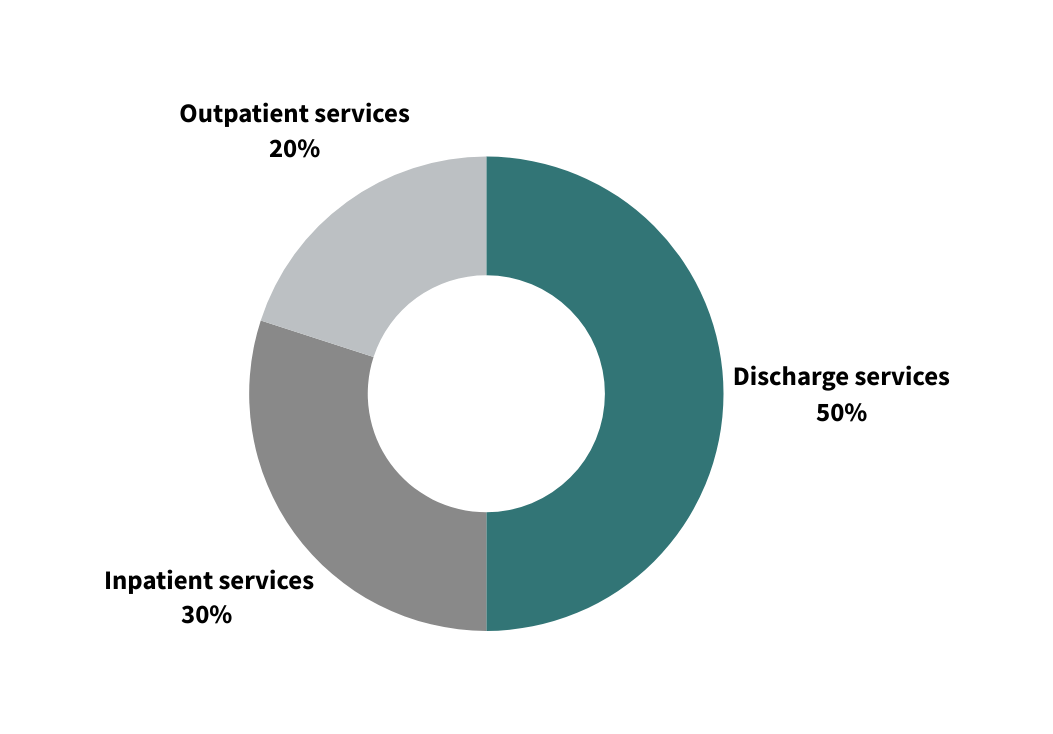 Outpatient services
20%
Discharge services
50%
Inpatient services
30%